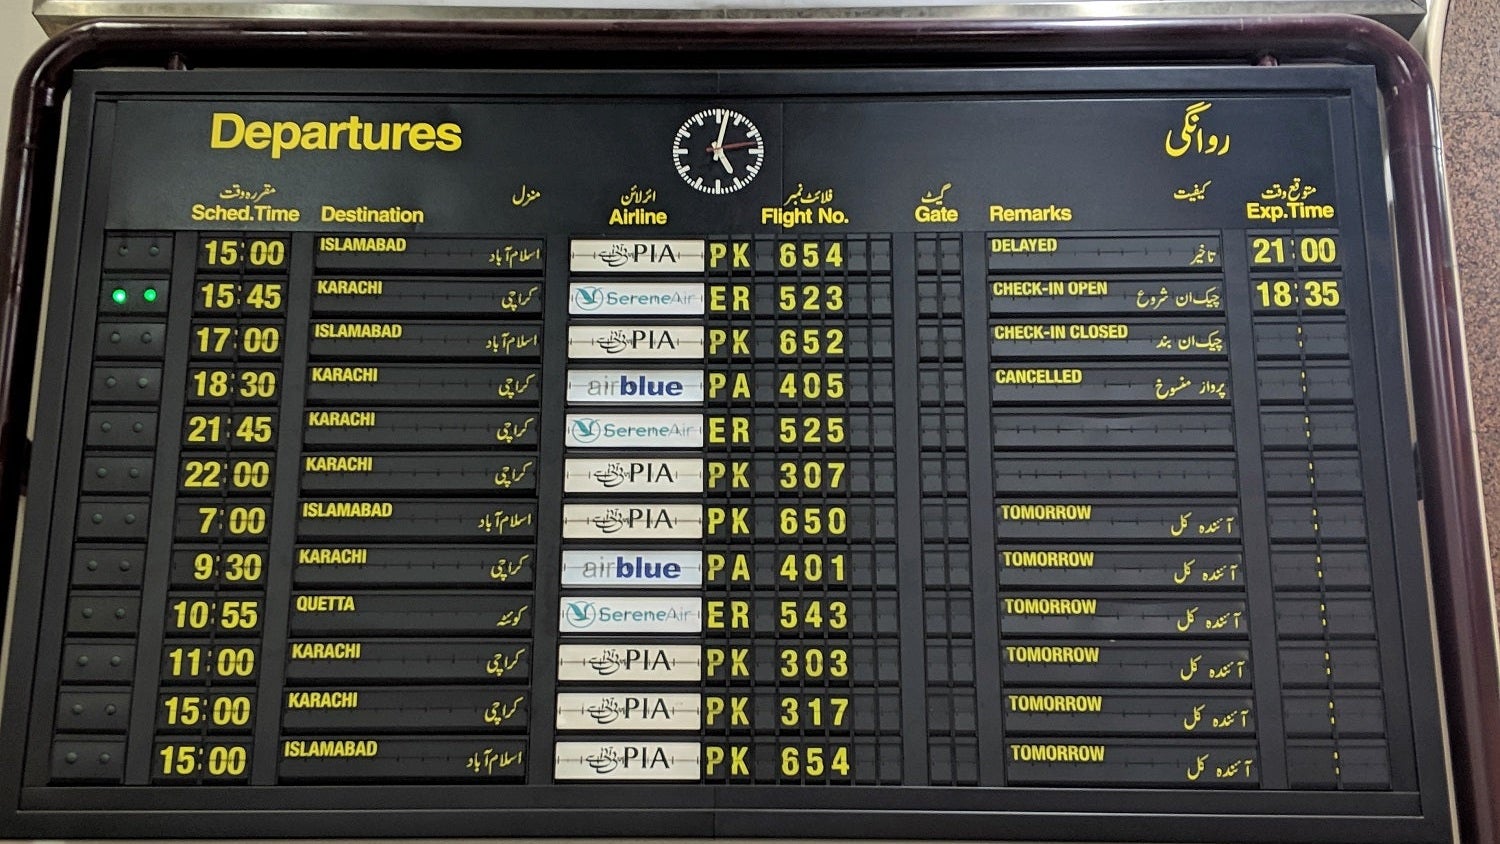 Departures روانگی
مقررہ وقت منزل ائرلائن فلائٹ نمبر گیٹ کیفیت متوقع وقت
Sched.Time Destination Airline Flight No. Gate Remarks Exp.Time
15:00 ISLAMABAD اسلام آباد PIA PK 654 DELAYED تاخیر 21:00
15:45 KARACHI کراچی SereneAir ER 523 CHECK-IN OPEN چیک ان شروع 18:35
17:00 ISLAMABAD اسلام آباد PIA PK 652 CHECK-IN CLOSED چیک ان بند
18:30 KARACHI کراچی airblue PA 405 CANCELLED پرواز منسوخ
21:45 KARACHI کراچی SereneAir ER 525
22:00 KARACHI کراچی PIA PK 307
7:00 ISLAMABAD اسلام آباد PIA PK 650 TOMORROW آئندہ کل
9:30 KARACHI کراچی airblue PA 401 TOMORROW آئندہ کل
10:55 QUETTA کوئٹہ SereneAir ER 543 TOMORROW آئندہ کل
11:00 KARACHI کراچی PIA PK 303 TOMORROW آئندہ کل
15:00 KARACHI کراچی PIA PK 317 TOMORROW آئندہ کل
15:00 ISLAMABAD اسلام آباد PIA PK 654 TOMORROW آئندہ کل